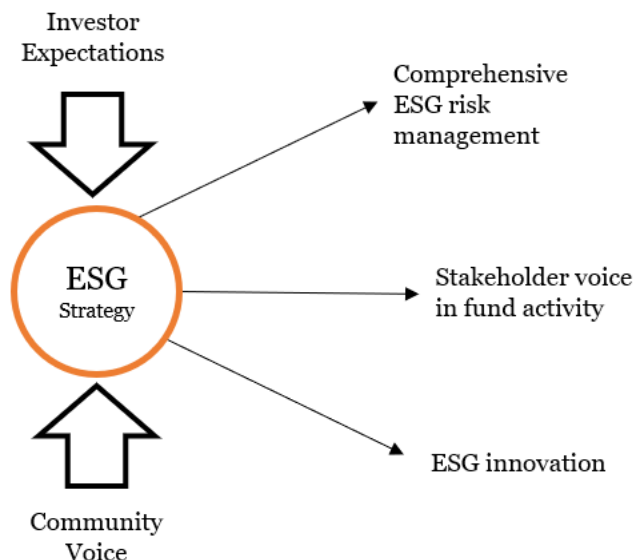 Investor
Expectations
Comprehensive
ESG risk
management
ESG
Strategy
Stakeholder voice
in fund activity
ESG innovation
Community
Voice